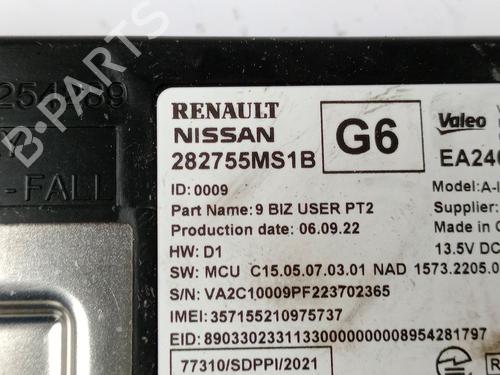 - FALL
RENAULT
NISSAN
282755MS1B
G6
Valeo
ID: 0009
Part Name: 9 BIZ USER PT2
Production date: 06.09.22
HW: D1
SW: MCU C15.05.07.03.01 NAD 1573.2205.0
S/N: VA2C10009PF223702365
IMEI: 357155210975737
EID: 89033023311330000000008954281797
77310/SDPPI/2021
EA240
Model: A-I
Supplier:
Made in C
13.5V DC